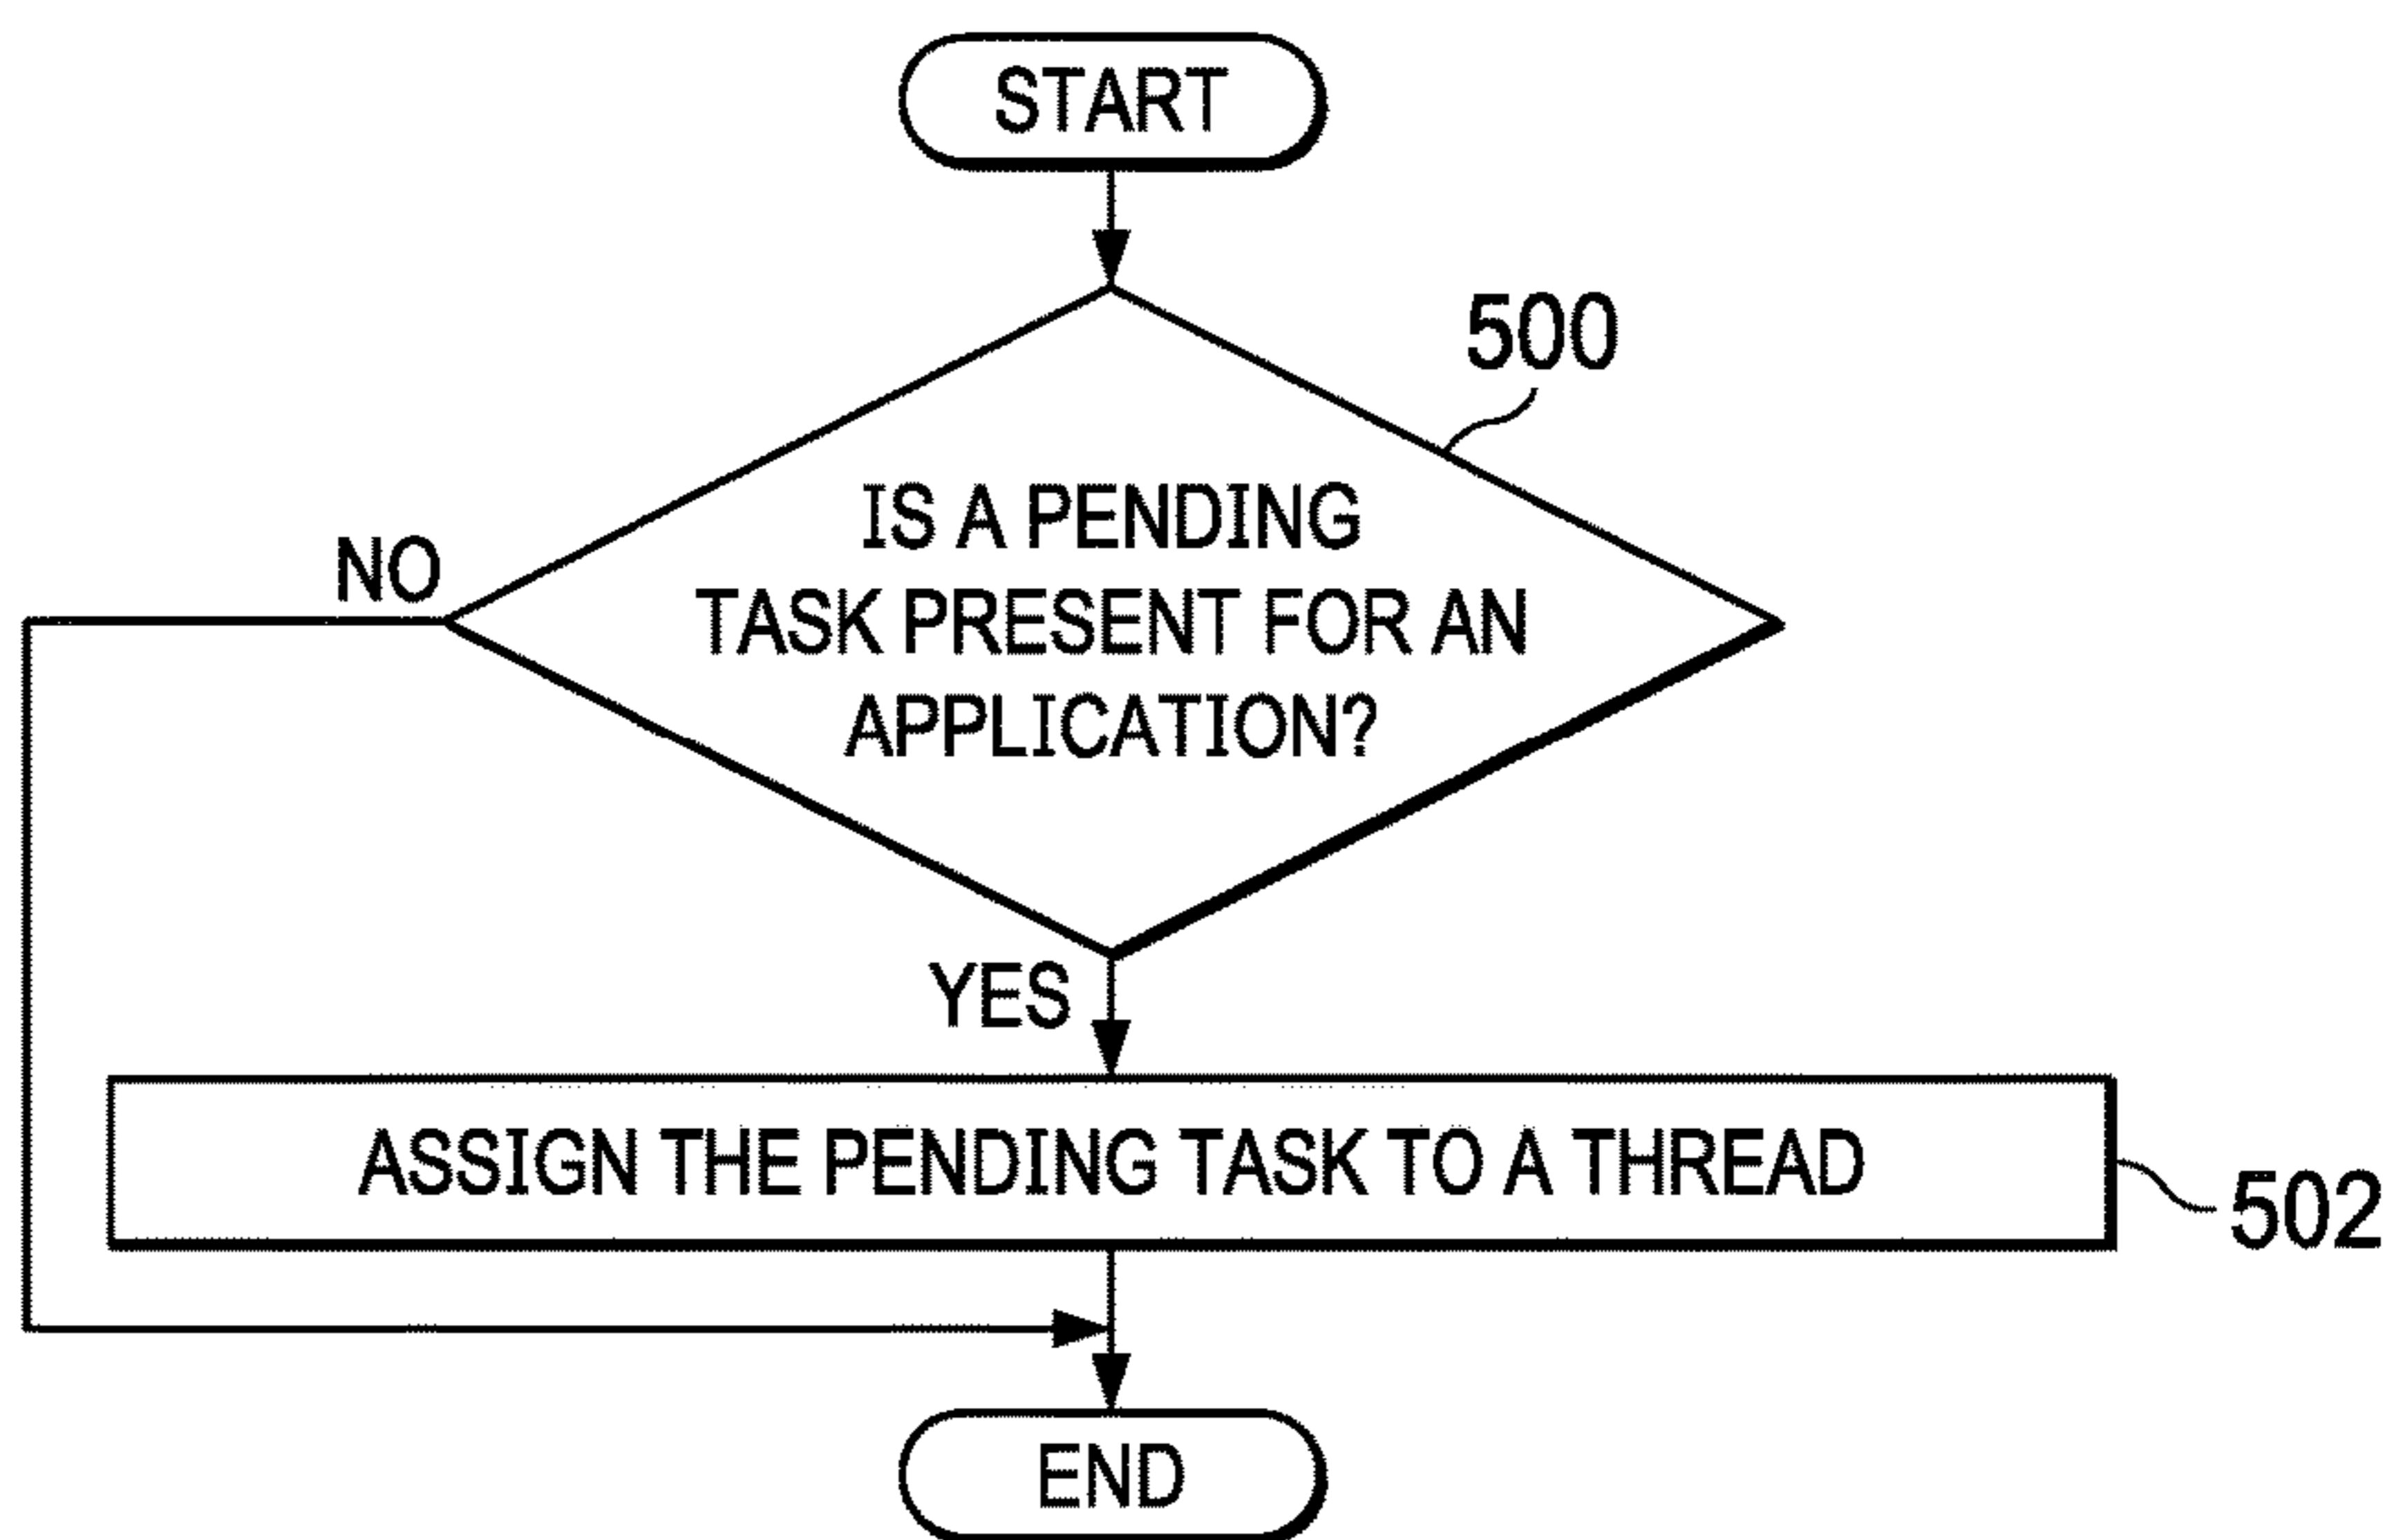 START
500
IS A PENDING
TASK PRESENT FOR AN
APPLICATION?
NO
YES
ASSIGN THE PENDING TASK TO A THREAD
502
END